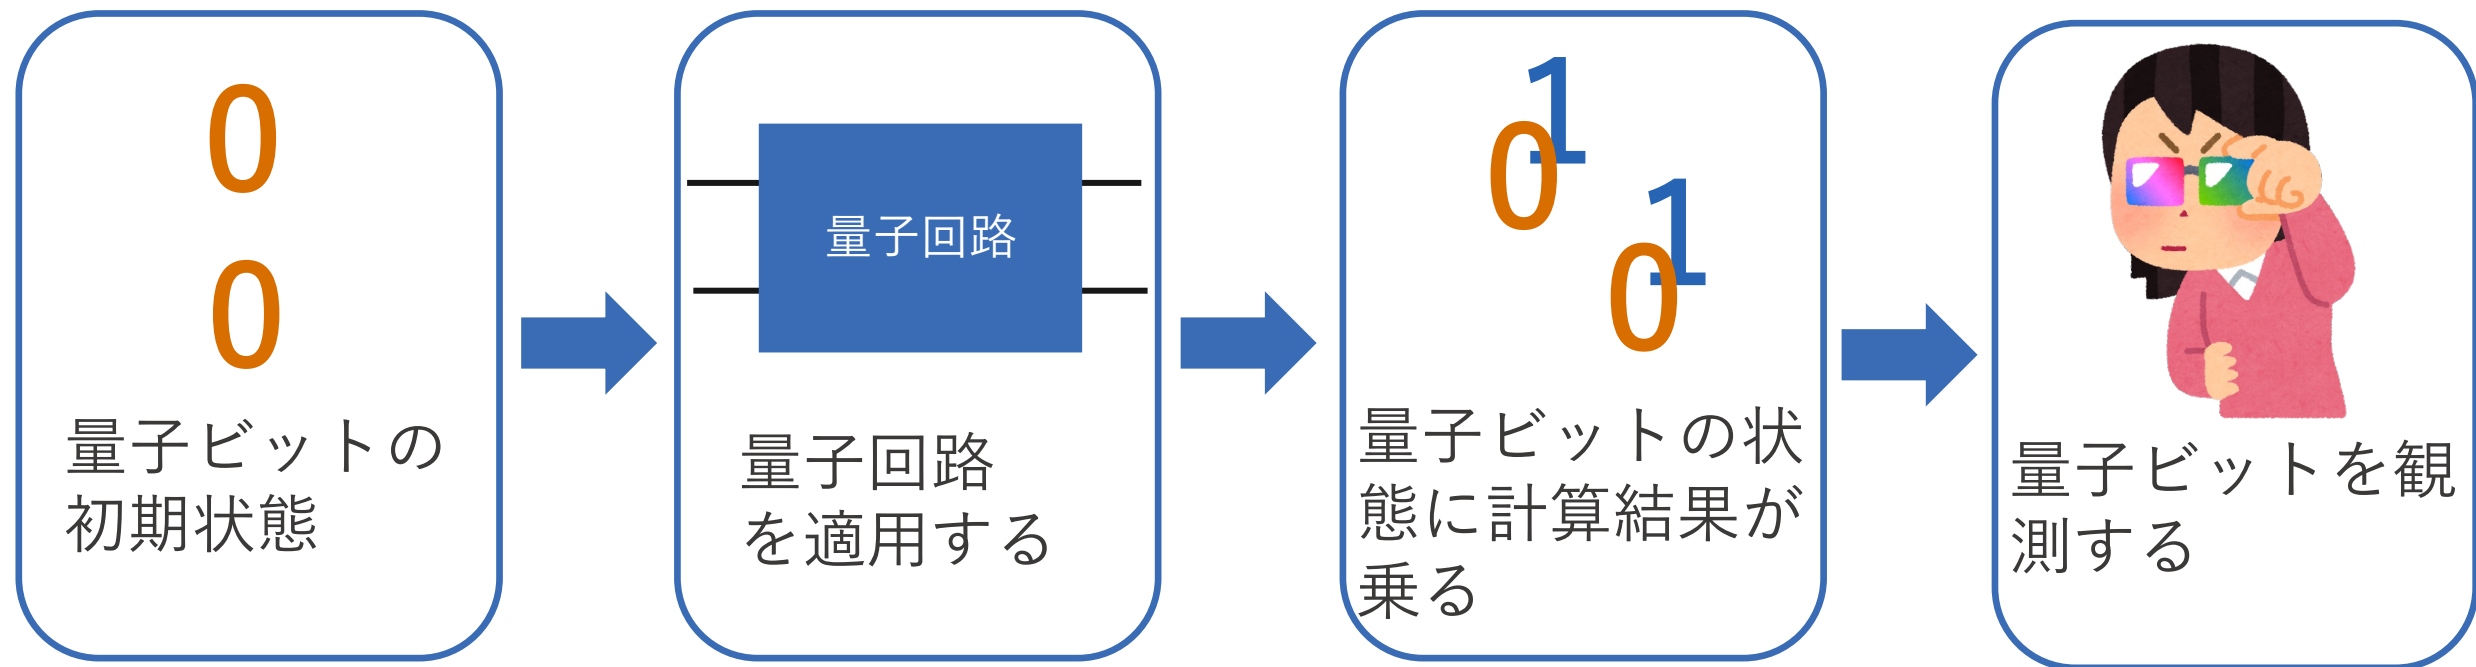 0
0
量子ビットの
初期状態
量子回路
量子回路
を適用する
1
0
1
0
量子ビットの状
態に計算結果が
乗る
量子ビットを観
測する